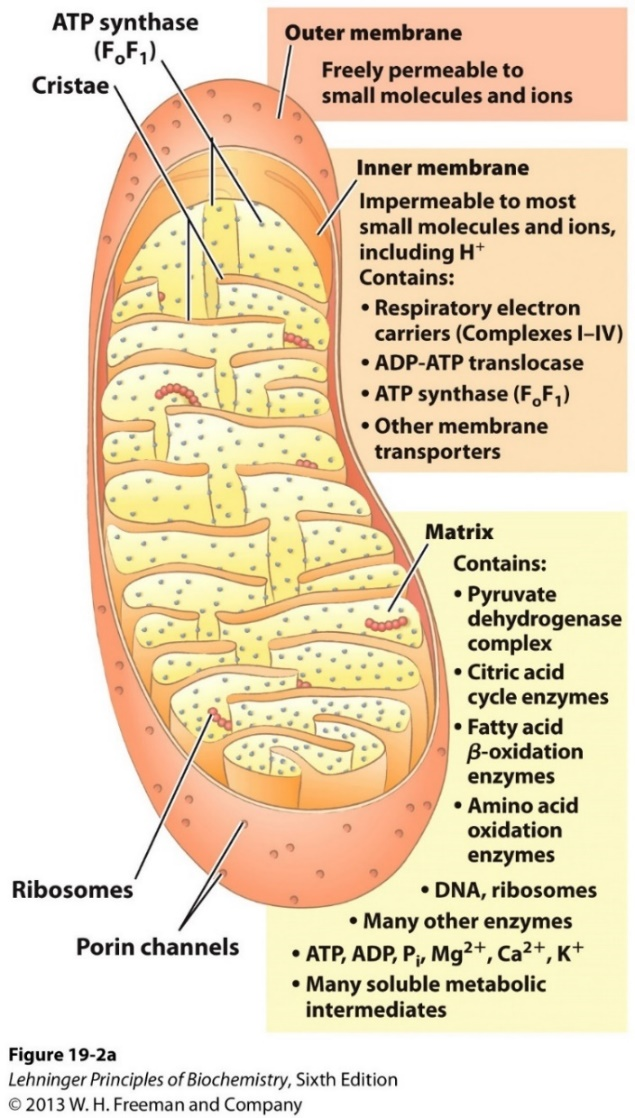 ATP synthase
(FₒF₁)
Cristae
Outer membrane
Freely permeable to
small molecules and ions
Inner membrane
Impermeable to most
small molecules and ions,
including H⁺
Contains:
• Respiratory electron
carriers (Complexes I–IV)
• ADP-ATP translocase
• ATP synthase (FₒF₁)
• Other membrane
transporters
Matrix
Contains:
• Pyruvate
dehydrogenase
complex
• Citric acid
cycle enzymes
• Fatty acid
β-oxidation
enzymes
• Amino acid
oxidation
enzymes
• DNA, ribosomes
• Many other enzymes
• ATP, ADP, Pᵢ, Mg²⁺, Ca²⁺, K⁺
• Many soluble metabolic
intermediates
Ribosomes
Porin channels
Figure 19-2a
Lehninger Principles of Biochemistry, Sixth Edition
© 2013 W. H. Freeman and Company